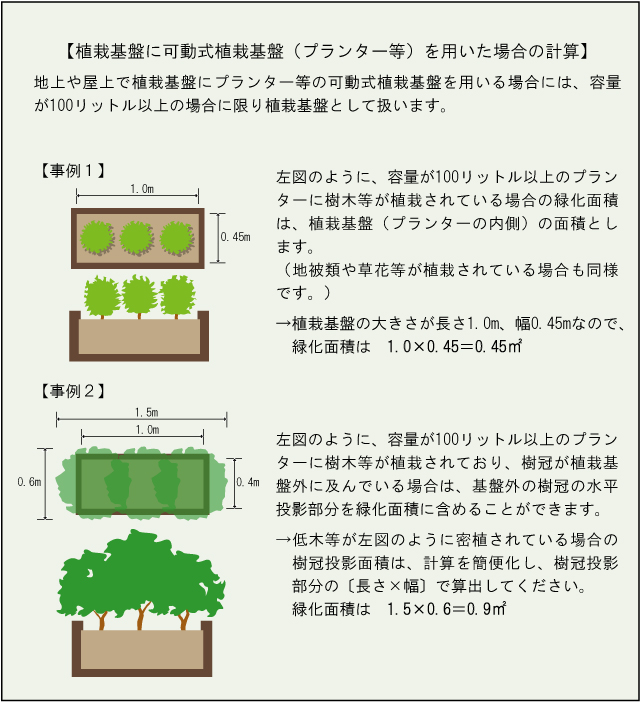 【植栽基盤に可動式植栽基盤（プランター等）を用いた場合の計算】
地上や屋上で植栽基盤にプランター等の可動式植栽基盤を用いる場合には、容量
が100リットル以上の場合に限り植栽基盤として扱います。
【事例１】
1.0m
0.45m
左図のように、容量が100リットル以上のプラン
ターに樹木等が植栽されている場合の緑化面積
は、植栽基盤（プランターの内側）の面積とし
ます。
（地被類や草花等が植栽されている場合も同様
です。）
→植栽基盤の大きさが長さ1.0m、幅0.45mなので、
緑化面積は　1.0×0.45＝0.45㎡
【事例２】
1.5m
1.0m
0.6m
0.4m
左図のように、容量が100リットル以上のプラン
ターに樹木等が植栽されており、樹冠が植栽基
盤外に及んでいる場合は、基盤外の樹冠の水平
投影部分を緑化面積に含めることができます。
→低木等が左図のように密植されている場合の
樹冠投影面積は、計算を簡便化し、樹冠投影
部分の〔長さ×幅〕で算出してください。
緑化面積は　1.5×0.6＝0.9㎡